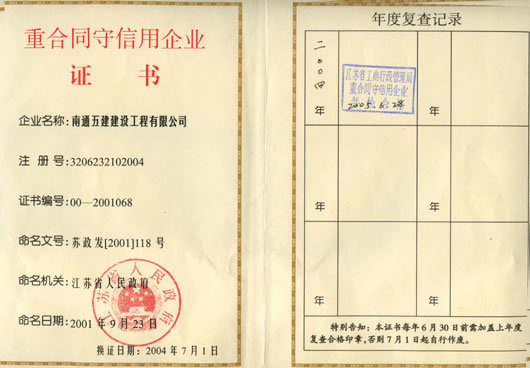 重合同守信用企业
证书
企业名称:南通五建建设工程有限公司
注册号:3206232102004
证书编号:00—2001068
命名文号:苏政发[2001]118号
命名机关:江苏省人民政府
命名日期:2001年9月23日
江苏省人民政府
换证日期:2004年7月1日
年度复查记录
二〇〇四年
江苏省工商行政管理局
重合同守信用企业
年检合
2005.6.28
年
年
年
年
年
特别告知:本证书每年6月30日前需加盖上年度
复查合格印章,否则7月1日起自行作废。